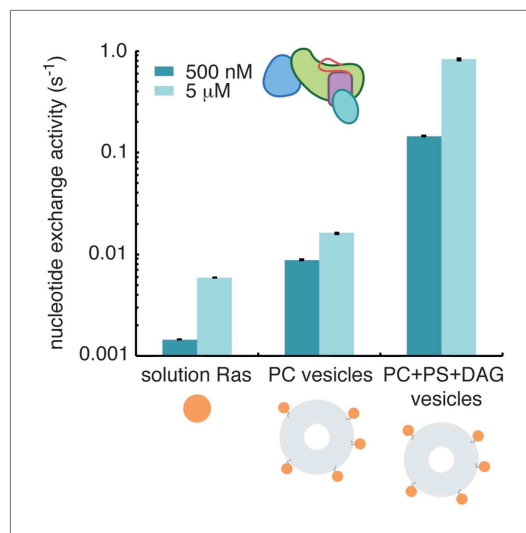 nucleotide exchange activity (s⁻¹)
1.0
0.1
0.01
0.001
500 nM
5 μM
solution Ras
PC vesicles
PC+PS+DAG
vesicles